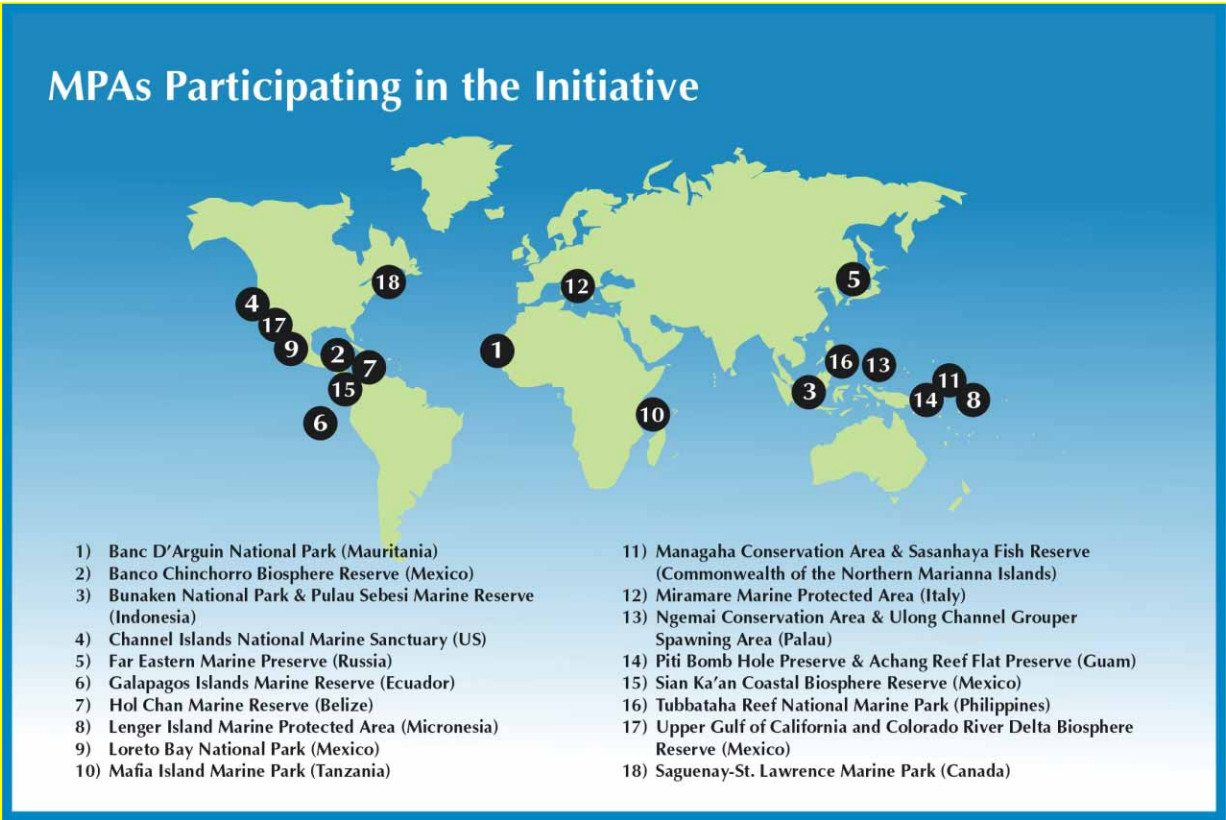 MPAs Participating in the Initiative
18
12
5
4
17
9
2
7
1
16
13
11
15
3
14
8
6
10
1) Banc D’Arguin National Park (Mauritania)
2) Banco Chinchorro Biosphere Reserve (Mexico)
3) Bunaken National Park & Pulau Sebesi Marine Reserve
(Indonesia)
4) Channel Islands National Marine Sanctuary (US)
5) Far Eastern Marine Preserve (Russia)
6) Galapagos Islands Marine Reserve (Ecuador)
7) Hol Chan Marine Reserve (Belize)
8) Lenger Island Marine Protected Area (Micronesia)
9) Loreto Bay National Park (Mexico)
10) Mafia Island Marine Park (Tanzania)
11) Managaha Conservation Area & Sasanhaya Fish Reserve
(Commonwealth of the Northern Marianna Islands)
12) Miramare Marine Protected Area (Italy)
13) Ngemai Conservation Area & Ulong Channel Grouper
Spawning Area (Palau)
14) Piti Bomb Hole Preserve & Achang Reef Flat Preserve (Guam)
15) Sian Ka’an Coastal Biosphere Reserve (Mexico)
16) Tubbataha Reef National Marine Park (Philippines)
17) Upper Gulf of California and Colorado River Delta Biosphere
Reserve (Mexico)
18) Saguenay-St. Lawrence Marine Park (Canada)